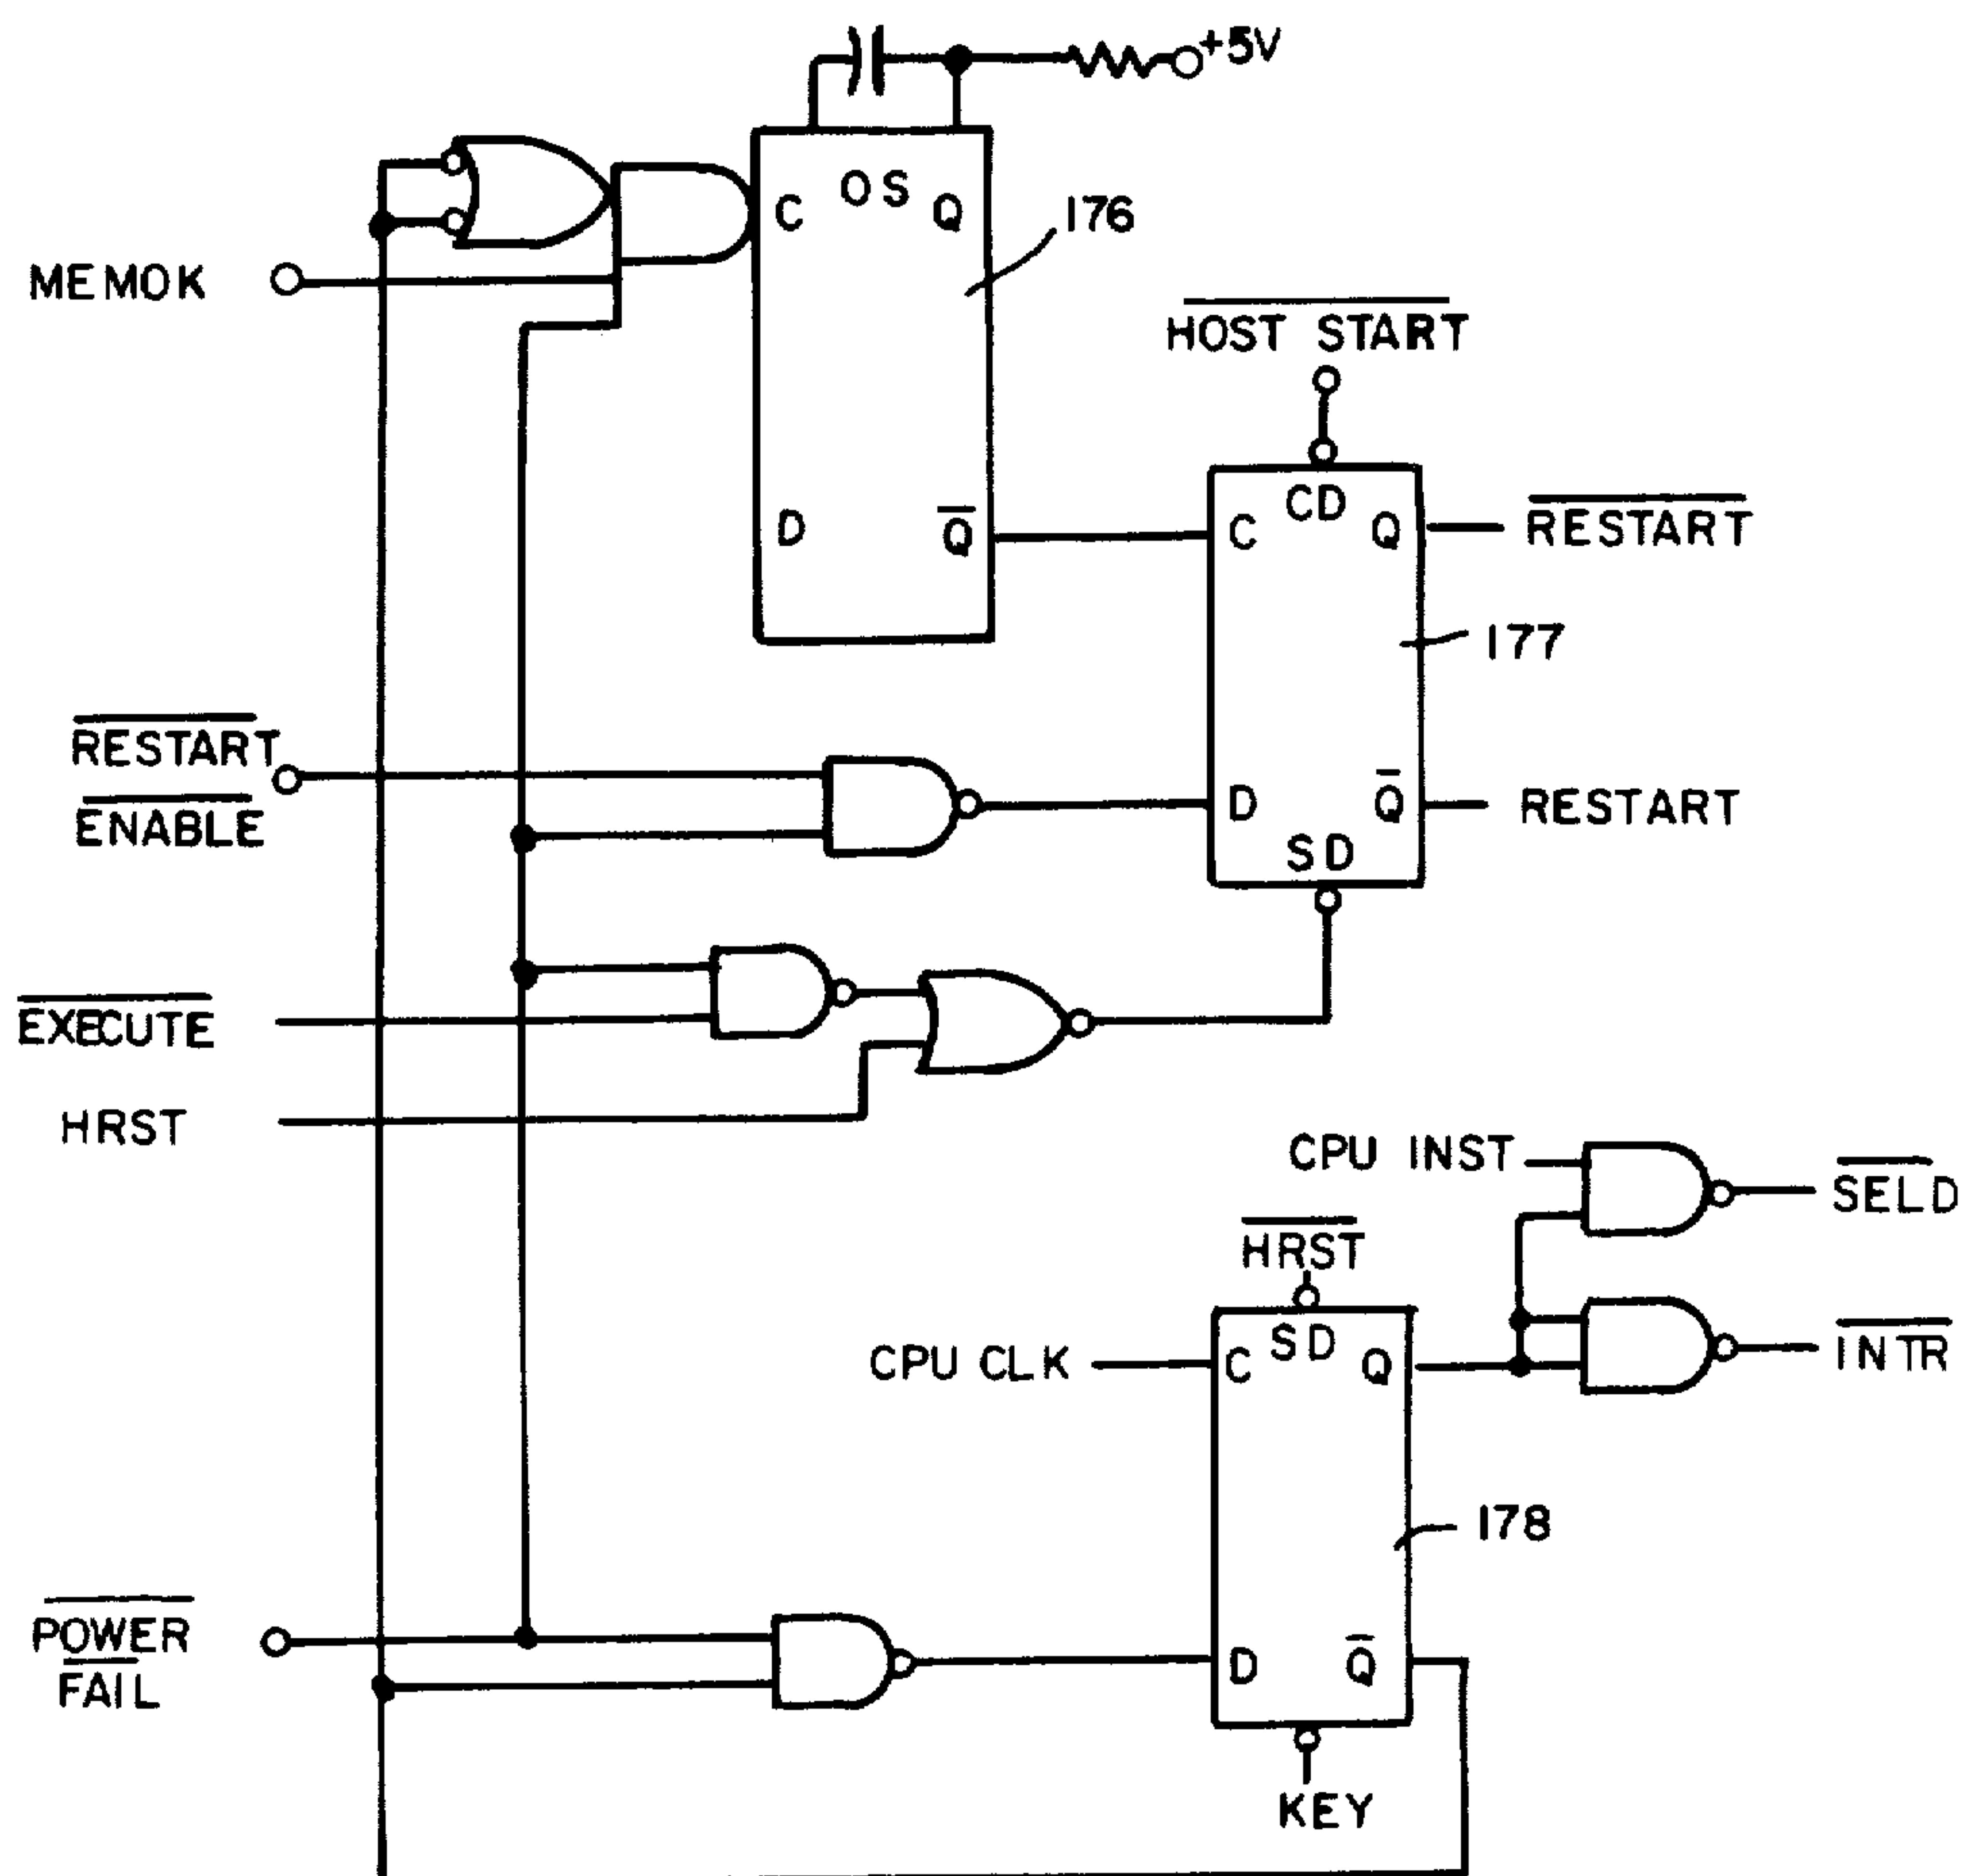 +5V
C OS Q
176
MEMOK
HOST START
D Q
C CD Q
RESTART
177
RESTART
ENABLE
D Q
RESTART
SD
EXECUTE
HRST
CPU INST
SELD
HRST
CPU CLK
C SD Q
INTR
178
POWER
FAIL
D Q
KEY